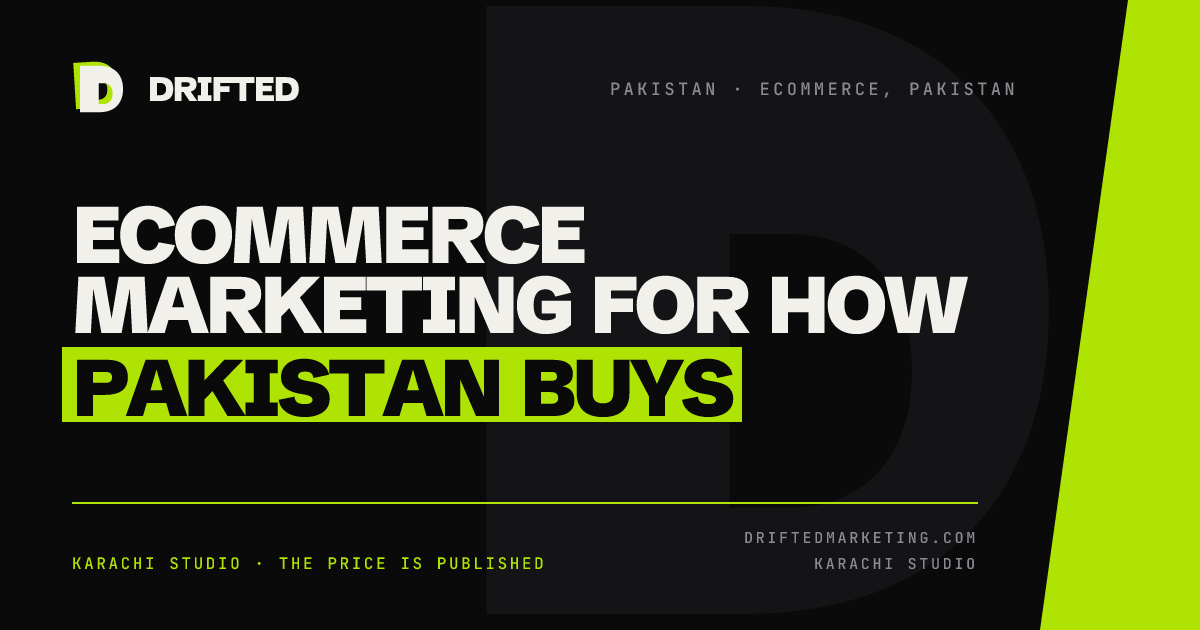 DRIFTED
PAKISTAN · ECOMMERCE, PAKISTAN
ECOMMERCE
MARKETING FOR HOW
PAKISTAN BUYS
DRIFTEDMARKETING.COM
KARACHI STUDIO · THE PRICE IS PUBLISHED
KARACHI STUDIO